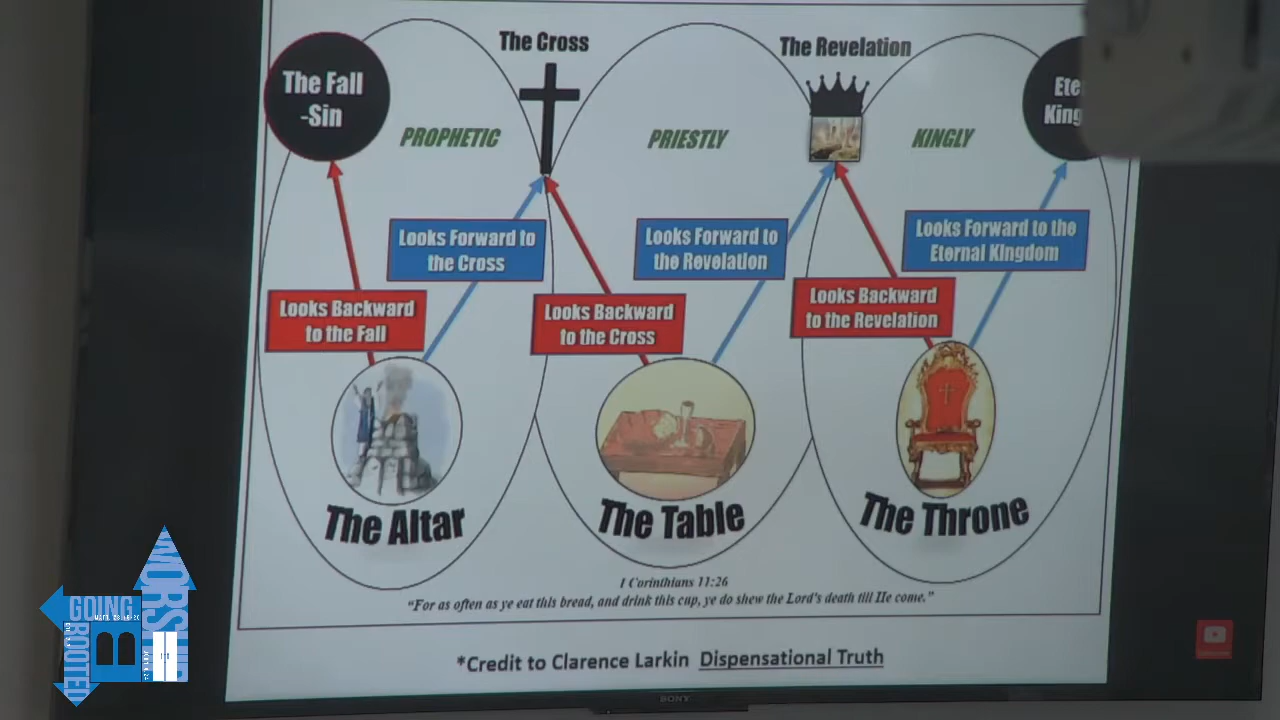 The Cross
The Revelation
The Fall
-Sin
PROPHETIC
PRIESTLY
KINGLY
Looks Forward to
the Cross
Looks Forward to
the Revelation
Looks Forward to the
Eternal Kingdom
Looks Backward
to the Fall
Looks Backward
to the Cross
Looks Backward
to the Revelation
The Altar
The Table
The Throne
1 Corinthians 11:26
"For as often as ye eat this bread, and drink this cup, ye do shew the Lord's death till He come."
*Credit to Clarence Larkin Dispensational Truth
SONY
GOING
ROOTED
WORSHIP